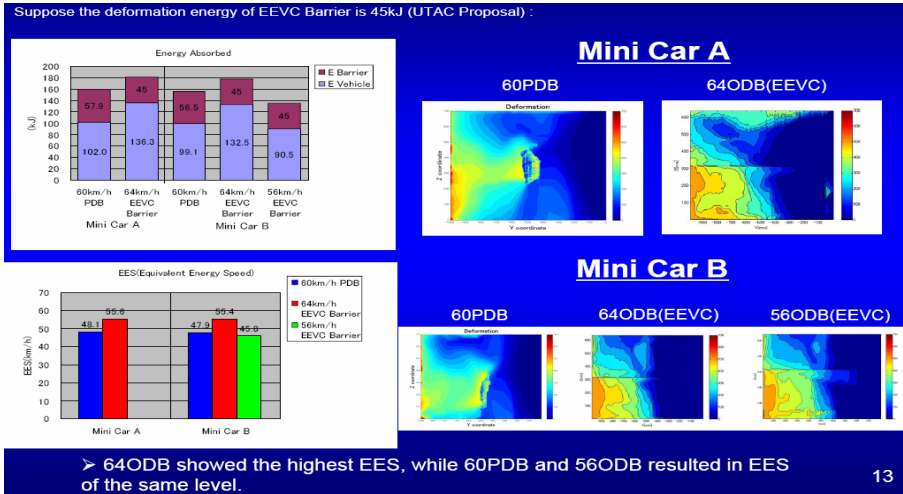 Suppose the deformation energy of EEVC Barrier is 45kJ (UTAC Proposal) :
Energy Absorbed
(kJ)
200
180
160
140
120
100
80
60
40
20
0
57.9
45
56.5
45
45
102.0
136.3
99.1
132.5
90.5
E Barrier
E Vehicle
60km/h PDB
64km/h EEVC Barrier
60km/h PDB
64km/h EEVC Barrier
56km/h EEVC Barrier
Mini Car A
Mini Car B
EES(Equivalent Energy Speed)
EES(km/h)
70
60
50
40
30
20
10
0
48.1
55.6
47.9
55.4
60km/h PDB
64km/h
EEVC Barrier
56km/h
EEVC Barrier
Mini Car A
Mini Car B
Mini Car A
60PDB
64ODB(EEVC)
Deformation
Z coordinate
Y coordinate
Mini Car B
60PDB
64ODB(EEVC)
56ODB(EEVC)
Deformation
Z coordinate
Y coordinate
➢ 64ODB showed the highest EES, while 60PDB and 56ODB resulted in EES
of the same level.
13